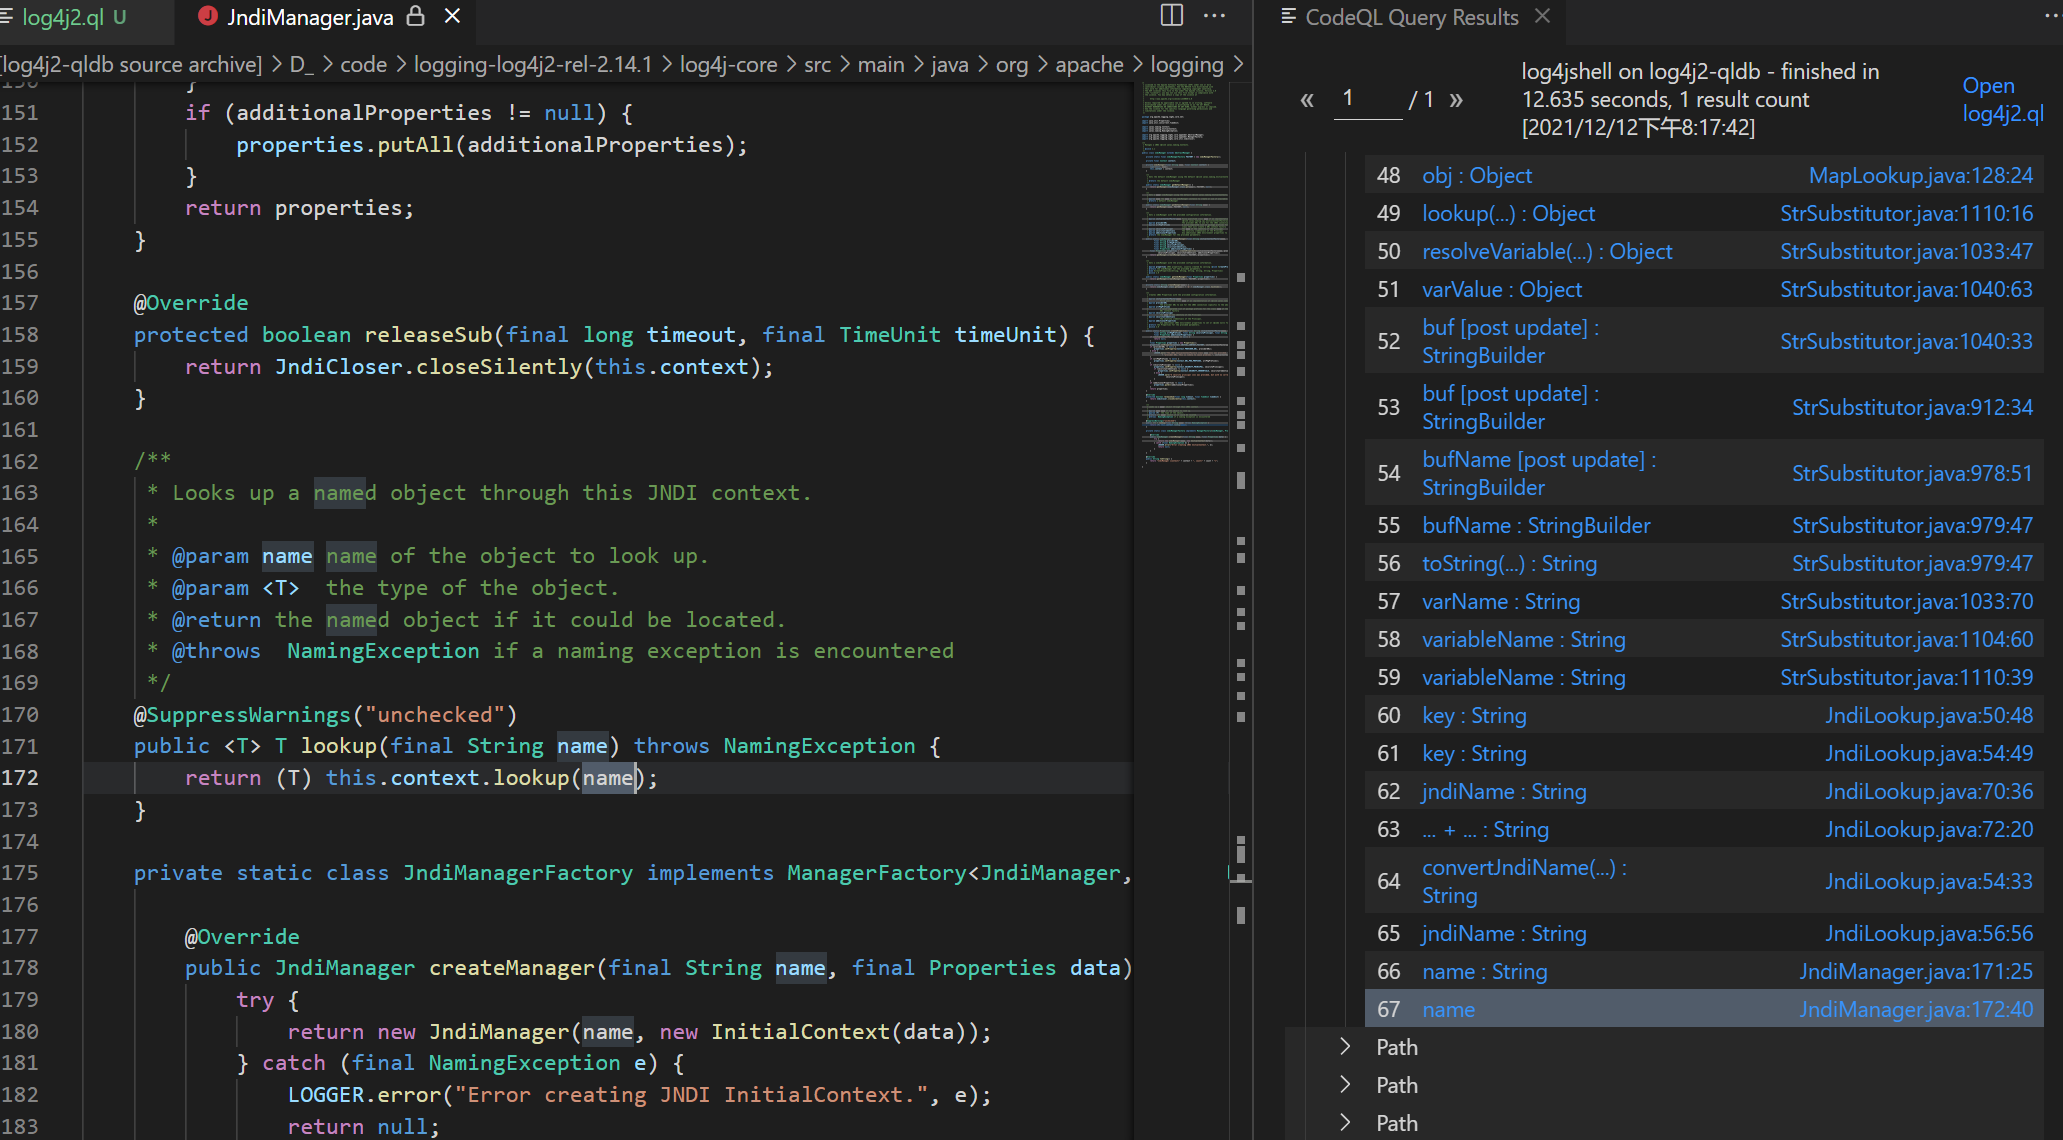 log4j2.ql U
JndiManager.java
[log4j2-qldb source archive] > D_ > code > logging-log4j2-rel-2.14.1 > log4j-core > src > main > java > org > apache > logging >
150 }
151 if (additionalProperties != null) {
152 properties.putAll(additionalProperties);
153 }
154 return properties;
155 }
156
157 @Override
158 protected boolean releaseSub(final long timeout, final TimeUnit timeUnit) {
159 return JndiCloser.closeSilently(this.context);
160 }
161
162 /**
163 * Looks up a named object through this JNDI context.
164 *
165 * @param name name of the object to look up.
166 * @param <T>  the type of the object.
167 * @return the named object if it could be located.
168 * @throws  NamingException if a naming exception is encountered
169 */
170 @SuppressWarnings("unchecked")
171 public <T> T lookup(final String name) throws NamingException {
172 return (T) this.context.lookup(name);
173 }
174
175 private static class JndiManagerFactory implements ManagerFactory<JndiManager,
176
177 @Override
178 public JndiManager createManager(final String name, final Properties data)
179 try {
180 return new JndiManager(name, new InitialContext(data));
181 } catch (final NamingException e) {
182 LOGGER.error("Error creating JNDI InitialContext.", e);
183 return null;
CodeQL Query Results
« 1 / 1 »
log4jshell on log4j2-qldb - finished in
12.635 seconds, 1 result count
[2021/12/12下午8:17:42]
Open
log4j2.ql
48 obj : Object MapLookup.java:128:24
49 lookup(...) : Object StrSubstitutor.java:1110:16
50 resolveVariable(...) : Object StrSubstitutor.java:1033:47
51 varValue : Object StrSubstitutor.java:1040:63
52 buf [post update] :
StringBuilder StrSubstitutor.java:1040:33
53 buf [post update] :
StringBuilder StrSubstitutor.java:912:34
54 bufName [post update] :
StringBuilder StrSubstitutor.java:978:51
55 bufName : StringBuilder StrSubstitutor.java:979:47
56 toString(...) : String StrSubstitutor.java:979:47
57 varName : String StrSubstitutor.java:1033:70
58 variableName : String StrSubstitutor.java:1104:60
59 variableName : String StrSubstitutor.java:1110:39
60 key : String JndiLookup.java:50:48
61 key : String JndiLookup.java:54:49
62 jndiName : String JndiLookup.java:70:36
63 ... + ... : String JndiLookup.java:72:20
64 convertJndiName(...) :
String JndiLookup.java:54:33
65 jndiName : String JndiLookup.java:56:56
66 name : String JndiManager.java:171:25
67 name JndiManager.java:172:40
> Path
> Path
> Path